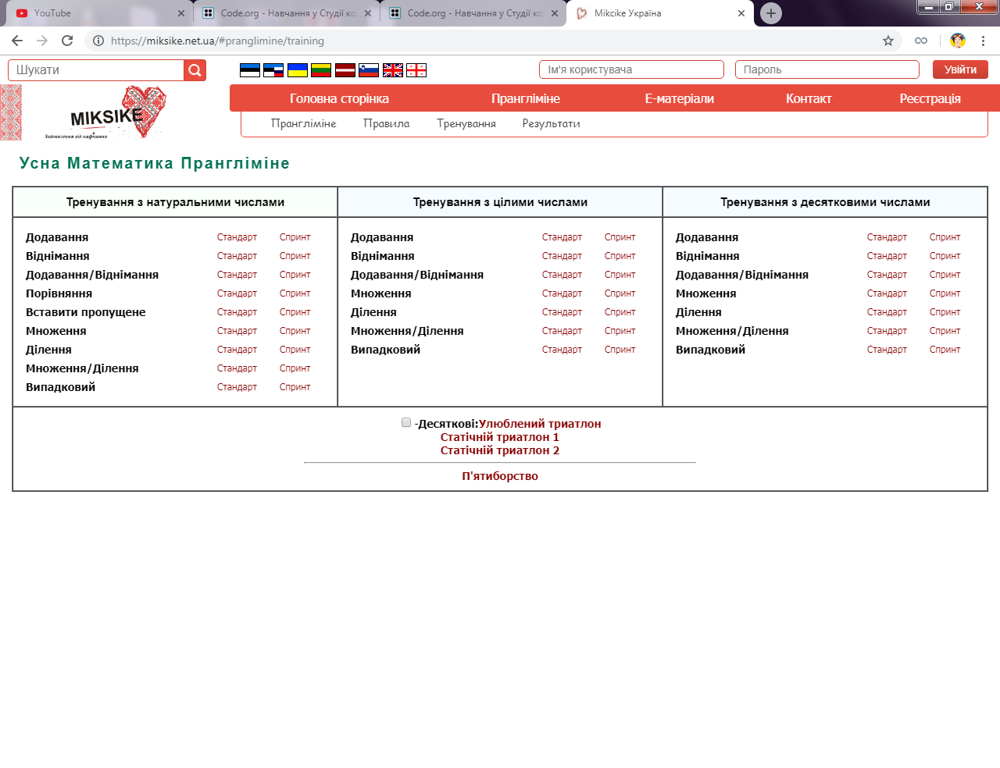 YouTube
Code.org - Навчання у Студії ко
Code.org - Навчання у Студії ко
Miксike Україна
https://miksike.net.ua/#pranglimine/training
Шукати
Ім'я користувача
Пароль
Увійти
MIKSIKE
Задоволення від навчання
Головна сторінка
Прангліміне
Е-матеріали
Контакт
Реєстрація
Прангліміне
Правила
Тренування
Результати
Усна Математика Прангліміне
Тренування з натуральними числами
Додавання Стандарт Спринт
Віднімання Стандарт Спринт
Додавання/Віднімання Стандарт Спринт
Порівняння Стандарт Спринт
Вставити пропущене Стандарт Спринт
Множення Стандарт Спринт
Ділення Стандарт Спринт
Множення/Ділення Стандарт Спринт
Випадковий Стандарт Спринт
Тренування з цілими числами
Додавання Стандарт Спринт
Віднімання Стандарт Спринт
Додавання/Віднімання Стандарт Спринт
Множення Стандарт Спринт
Ділення Стандарт Спринт
Множення/Ділення Стандарт Спринт
Випадковий Стандарт Спринт
Тренування з десятковими числами
Додавання Стандарт Спринт
Віднімання Стандарт Спринт
Додавання/Віднімання Стандарт Спринт
Множення Стандарт Спринт
Ділення Стандарт Спринт
Множення/Ділення Стандарт Спринт
Випадковий Стандарт Спринт
-Десяткові:Улюблений триатлон
Статічній триатлон 1
Статічній триатлон 2
П'ятиборство